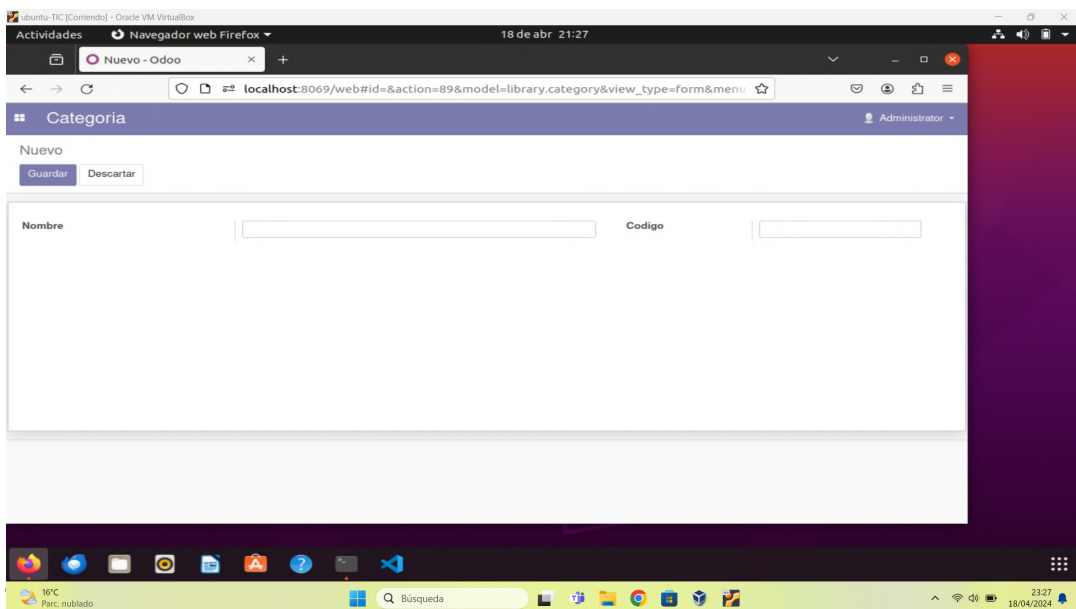 ubuntu-TIC [Corriendo] - Oracle VM VirtualBox
Actividades Navegador web Firefox 18 de abr 21:27
Nuevo - Odoo
localhost:8069/web#id=&action=89&model=library.category&view_type=form&menu
Categoria Administrator
Nuevo
Guardar Descartar
Nombre Codigo
16°C Búsqueda 23:27
Parc. nublado 18/04/2024